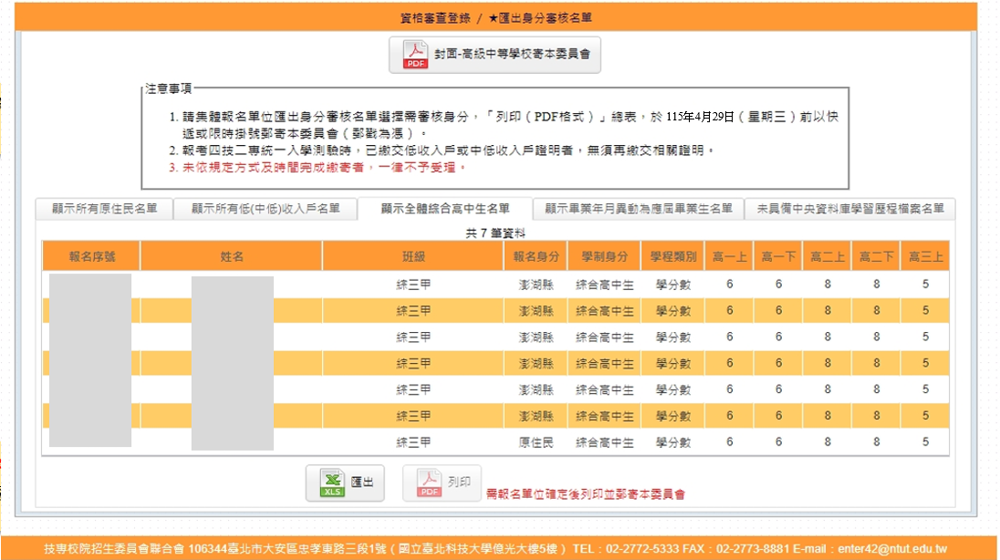 資格審查登錄 / ★匯出身分審核名單
封面-高級中等學校寄本委員會
注意事項
1. 請集體報名單位匯出身分審核名單選擇需審核身分，「列印（PDF格式）」總表，於 115年4月29日（星期三）前以快
遞或限時掛號郵寄本委員會（郵戳為憑）。
2. 報考四技二專統一入學測驗時，已繳交低收入戶或中低收入戶證明者，無須再繳交相關證明。
3. 未依規定方式及時間完成繳寄者，一律不予受理。
顯示所有原住民名單 顯示所有低(中低)收入戶名單 顯示全體綜合高中生名單 顯示畢業年月異動為應屆畢業生名單 未具備中央資料庫學習歷程檔案名單
共 7 筆資料
報名序號 姓名 班級 報名身分 學制身分 學程類別 高一上 高一下 高二上 高二下 高三上
綜三甲 澎湖縣 綜合高中生 學分數 6 6 8 8 5
綜三甲 澎湖縣 綜合高中生 學分數 6 6 8 8 5
綜三甲 澎湖縣 綜合高中生 學分數 6 6 8 8 5
綜三甲 澎湖縣 綜合高中生 學分數 6 6 8 8 5
綜三甲 澎湖縣 綜合高中生 學分數 6 6 8 8 5
綜三甲 澎湖縣 綜合高中生 學分數 6 6 8 8 5
綜三甲 原住民 綜合高中生 學分數 6 6 8 8 5
XLS 匯出 PDF 列印 需報名單位確定後列印並郵寄本委員會
技專校院招生委員會聯合會 106344臺北市大安區忠孝東路三段1號（國立臺北科技大學億光大樓5樓） TEL：02-2772-5333 FAX：02-2773-8881 E-mail：enter42@ntut.edu.tw